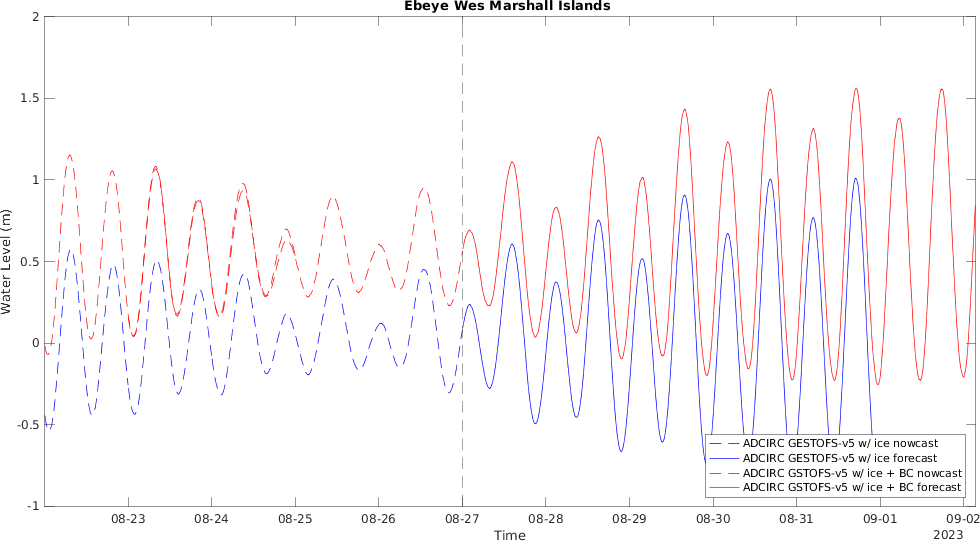 Ebeye Wes Marshall Islands
2
1.5
1
0.5
0
-0.5
-1
Water Level (m)
ADCIRC GESTOFS-v5 w/ ice nowcast
ADCIRC GESTOFS-v5 w/ ice forecast
ADCIRC GSTOFS-v5 w/ ice + BC nowcast
ADCIRC GSTOFS-v5 w/ ice + BC forecast
08-23 08-24 08-25 08-26 08-27 08-28 08-29 08-30 08-31 09-01 09-02
Time
2023